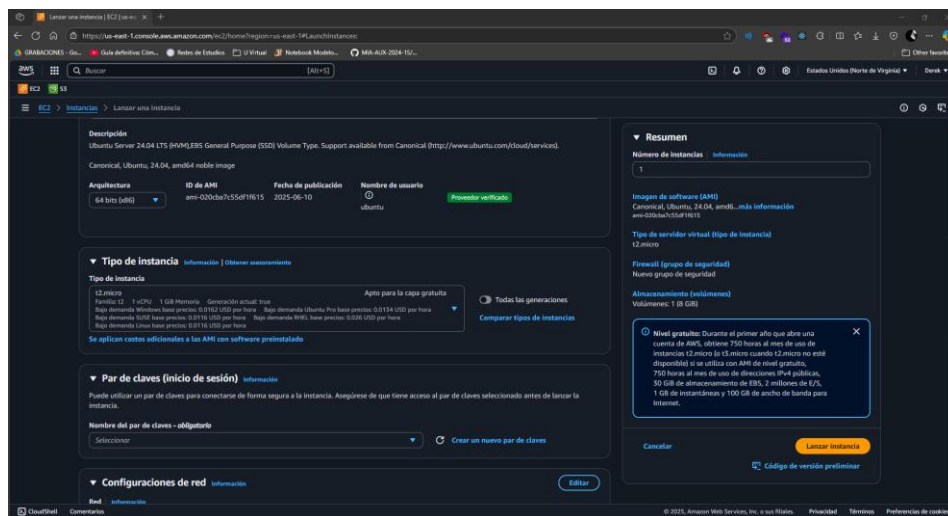 Lanzar una instancia | EC2 | us-e
https://us-east-1.console.aws.amazon.com/ec2/home?region=us-east-1#LaunchInstances:
GRABACIONES - Go...
Guía definitiva: Cóm...
Redes de Estudios
U Virtual
Notebook Modelo...
MIA-AUX-2024-1S/...
Other favorite
aws
Buscar
[Alt+S]
Estados Unidos (Norte de Virginia)
Derek
EC2
S3
EC2 > Instancias > Lanzar una instancia
Descripción
Ubuntu Server 24.04 LTS (HVM),EBS General Purpose (SSD) Volume Type. Support available from Canonical (http://www.ubuntu.com/cloud/services).
Canonical, Ubuntu, 24.04, amd64 noble image
Arquitectura
64 bits (x86)
ID de AMI
ami-020cba7c55df1f615
Fecha de publicación
2025-06-10
Nombre de usuario
ubuntu
Proveedor verificado
Tipo de instancia Información | Obtener asesoramiento
Tipo de instancia
t2.micro
Apto para la capa gratuita
Familia: t2 1 vCPU 1 GiB Memoria Generación actual: true
Bajo demanda Windows base precios: 0.0162 USD por hora Bajo demanda Ubuntu Pro base precios: 0.0134 USD por hora
Bajo demanda SUSE base precios: 0.0116 USD por hora Bajo demanda RHEL base precios: 0.026 USD por hora
Bajo demanda Linux base precios: 0.0116 USD por hora
Todas las generaciones
Comparar tipos de instancias
Se aplican costos adicionales a las AMI con software preinstalado
Par de claves (inicio de sesión) Información
Puede utilizar un par de claves para conectarse de forma segura a la instancia. Asegúrese de que tiene acceso al par de claves seleccionado antes de lanzar la
instancia.
Nombre del par de claves - obligatorio
Seleccionar
Crear un nuevo par de claves
Configuraciones de red Información
Editar
Red Información
Resumen
Número de instancias Información
1
Imagen de software (AMI)
Canonical, Ubuntu, 24.04, amd6...más información
ami-020cba7c55df1f615
Tipo de servidor virtual (tipo de instancia)
t2.micro
Firewall (grupo de seguridad)
Nuevo grupo de seguridad
Almacenamiento (volúmenes)
Volúmenes: 1 (8 GiB)
Nivel gratuito: Durante el primer año que abre una
cuenta de AWS, obtiene 750 horas al mes de uso de
instancias t2.micro (o t3.micro cuando t2.micro no esté
disponible) si se utiliza con AMI de nivel gratuito,
750 horas al mes de uso de direcciones IPv4 públicas,
30 GiB de almacenamiento de EBS, 2 millones de E/S,
1 GB de instantáneas y 100 GB de ancho de banda para
Internet.
Cancelar
Lanzar instancia
Código de versión preliminar
CloudShell
Comentarios
© 2025, Amazon Web Services, Inc. o sus filiales.
Privacidad
Términos
Preferencias de cookies